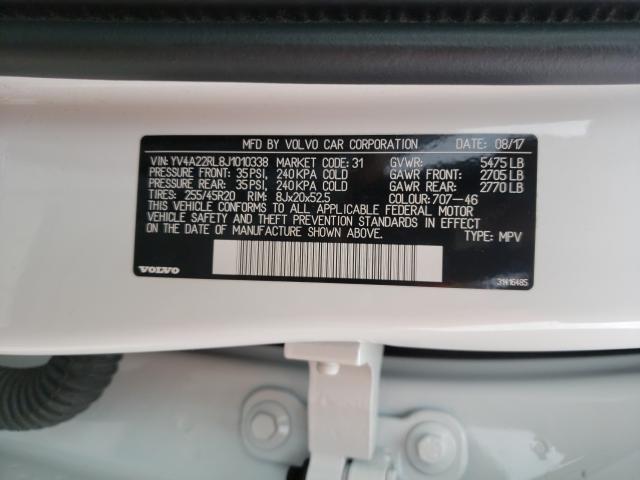 MFD BY VOLVO CAR CORPORATION DATE: 08/17
VIN: YV4A22RL8J1010338 MARKET CODE: 31 GVWR: 5475 LB
PRESSURE FRONT: 35 PSI, 240 KPA COLD GAWR FRONT: 2705 LB
PRESSURE REAR: 35 PSI, 240 KPA COLD GAWR REAR: 2770 LB
TIRES: 255/45R20 RIM: 8Jx20x52.5 COLOUR: 707-46
THIS VEHICLE CONFORMS TO ALL APPLICABLE FEDERAL MOTOR
VEHICLE SAFETY AND THEFT PREVENTION STANDARDS IN EFFECT
ON THE DATE OF MANUFACTURE SHOWN ABOVE. TYPE: MPV
VOLVO 31416485